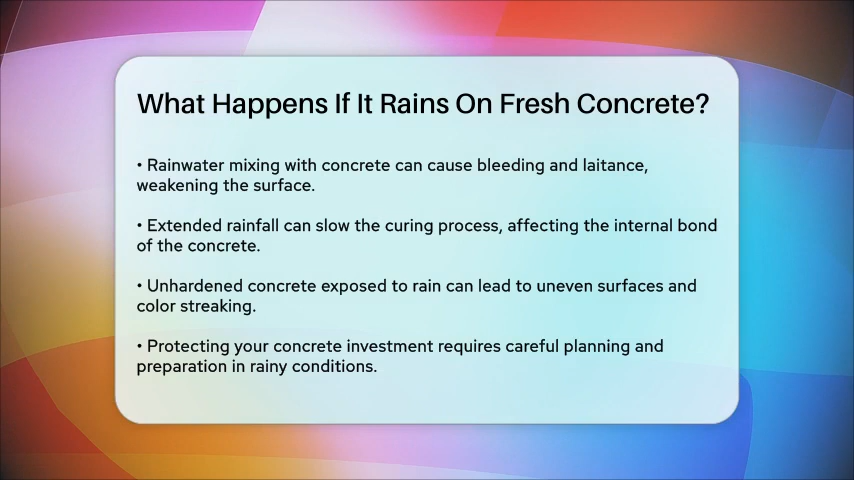 What Happens If It Rains On Fresh Concrete?
• Rainwater mixing with concrete can cause bleeding and laitance,
weakening the surface.
• Extended rainfall can slow the curing process, affecting the internal bond
of the concrete.
• Unhardened concrete exposed to rain can lead to uneven surfaces and
color streaking.
• Protecting your concrete investment requires careful planning and
preparation in rainy conditions.